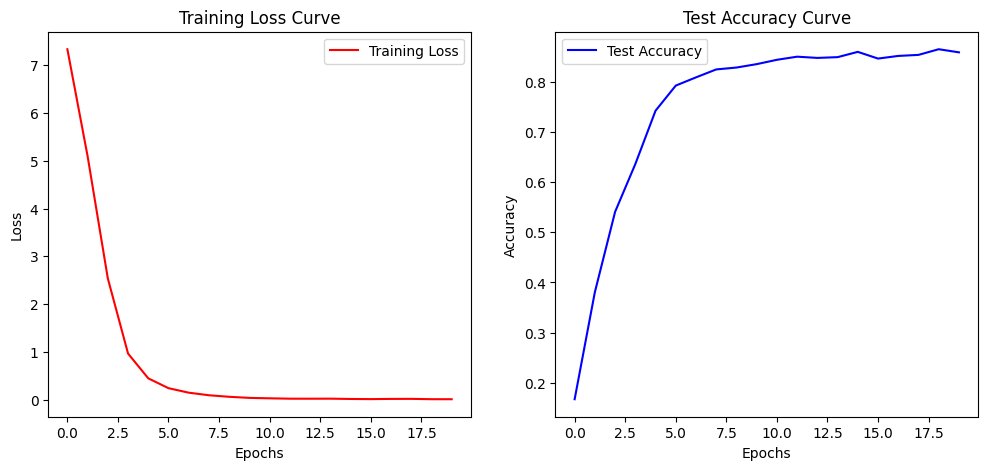 Training Loss Curve
Training Loss
7
6
5
4
3
2
1
0
Loss
0.0 2.5 5.0 7.5 10.0 12.5 15.0 17.5
Epochs
Test Accuracy Curve
Test Accuracy
0.8
0.7
0.6
0.5
0.4
0.3
0.2
Accuracy
0.0 2.5 5.0 7.5 10.0 12.5 15.0 17.5
Epochs